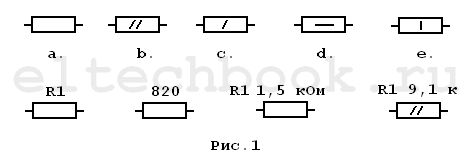 a. b. c. d. e.
eltechbook.ru
R1 820 R1 1,5 кОм R1 9,1 к
Рис.1